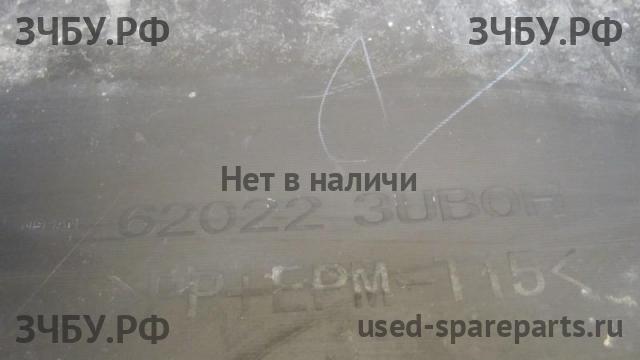 ЗЧБУ.РФ ЗЧБУ.РФ
Нет в наличи
62022 3UB0H
>PP+EPM-T15<
ЗЧБУ.РФ used-spareparts.ru